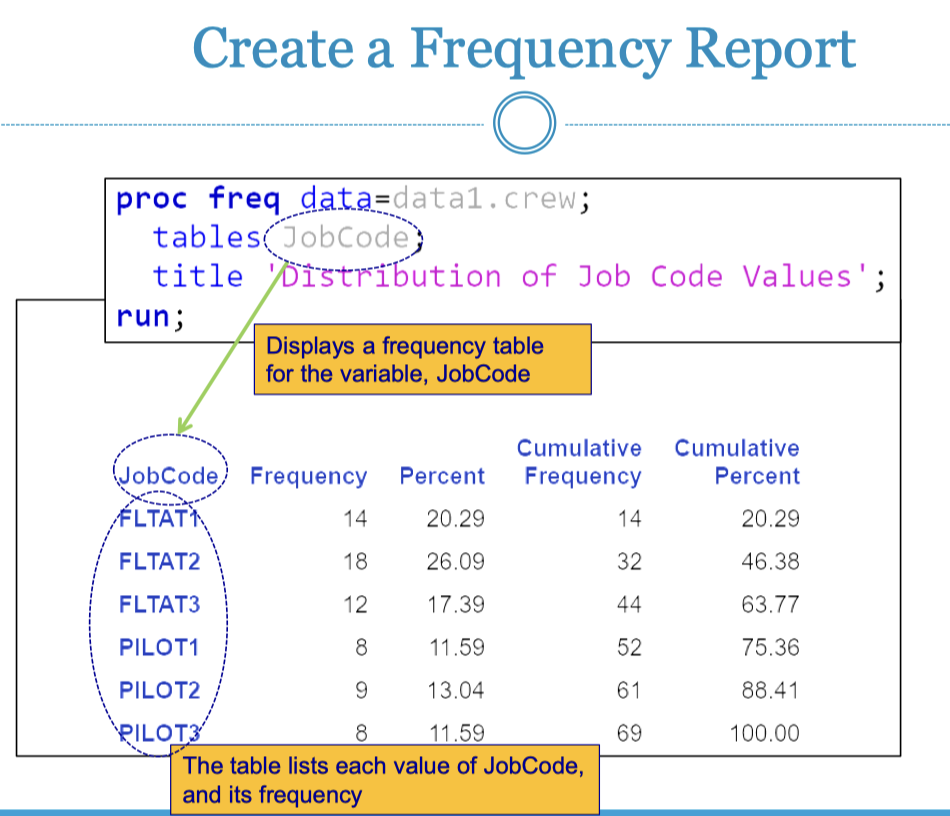 Create a Frequency Report
proc freq data=data1.crew;
tables JobCode;
title 'Distribution of Job Code Values';
run;
Displays a frequency table
for the variable, JobCode
Cumulative Cumulative
JobCode Frequency Percent Frequency Percent
FLTAT1 14 20.29 14 20.29
FLTAT2 18 26.09 32 46.38
FLTAT3 12 17.39 44 63.77
PILOT1 8 11.59 52 75.36
PILOT2 9 13.04 61 88.41
PILOT3 8 11.59 69 100.00
The table lists each value of JobCode,
and its frequency